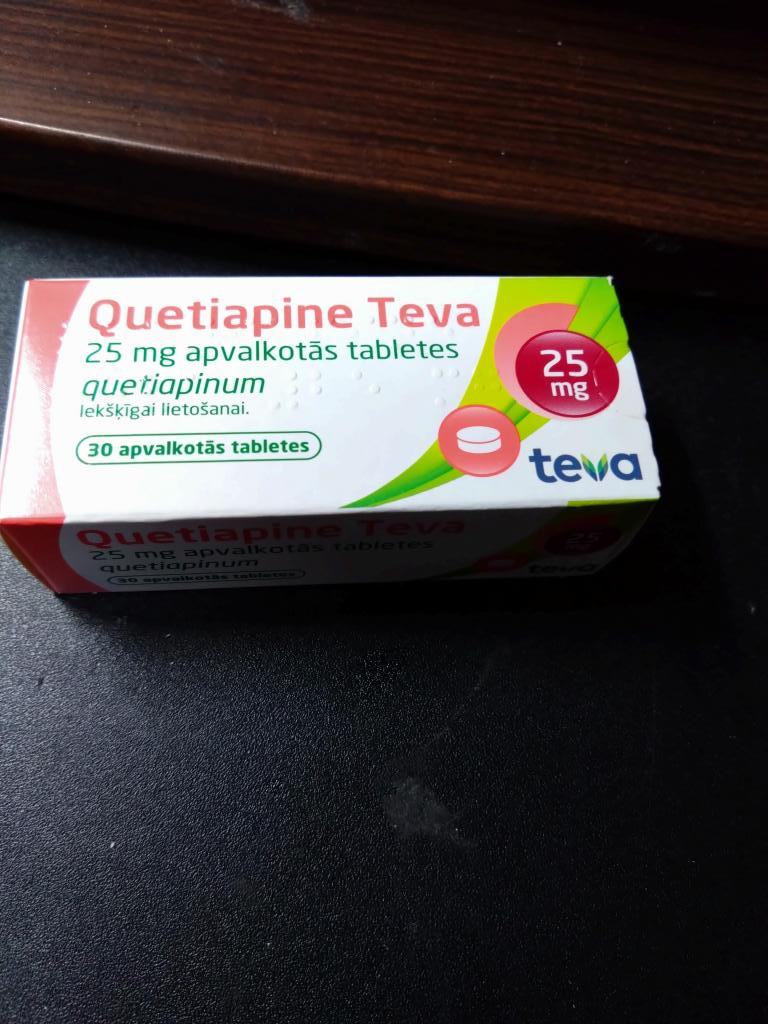 Quetiapine Teva
25 mg apvalkotās tabletes
quetiapinum
Iekšķīgai lietošanai.
30 apvalkotās tabletes
25
mg
teva
Quetiapine Teva
25 mg apvalkotās tabletes
quetiapinum
30 apvalkotās tabletes
25
mg
teva